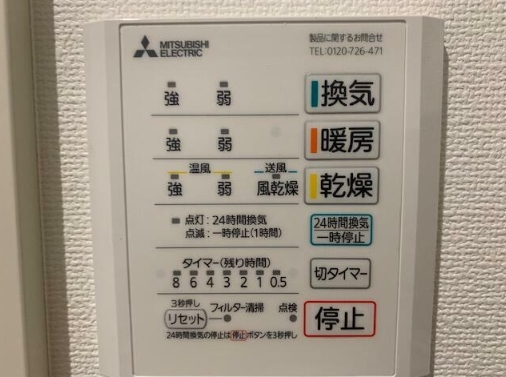 MITSUBISHI ELECTRIC
製品に関するお問合せ
TEL:0120-726-471
強 弱 換気
強 弱 暖房
温風 送風
強 弱 風乾燥 乾燥
点灯：24時間換気
点滅：一時停止(1時間)
24時間換気
一時停止
タイマー(残り時間)
8 6 4 3 2 1 0.5
切タイマー
3秒押し
リセット フィルター清掃 点検
停止
24時間換気の停止は停止ボタンを3秒押し